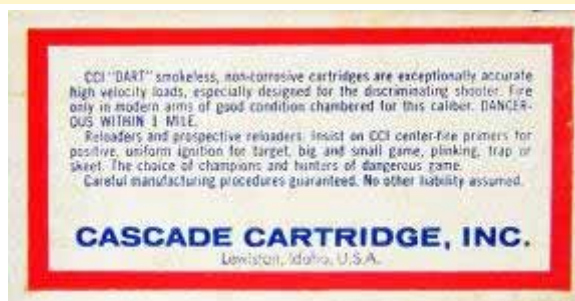 CCI "DART" smokeless, non-corrosive cartridges are exceptionally accurate
high velocity loads, especially designed for the discriminating shooter. Fire
only in modern arms of good condition chambered for this caliber. DANGER-
OUS WITHIN 1 MILE.
Reloaders and prospective reloaders: Insist on CCI center-fire primers for
positive, uniform ignition for target, big and small game, plinking, trap or
skeet. The choice of champions and hunters of dangerous game.
Careful manufacturing procedures guaranteed. No other liability assumed.
CASCADE CARTRIDGE, INC.
Lewiston, Idaho, U.S.A.